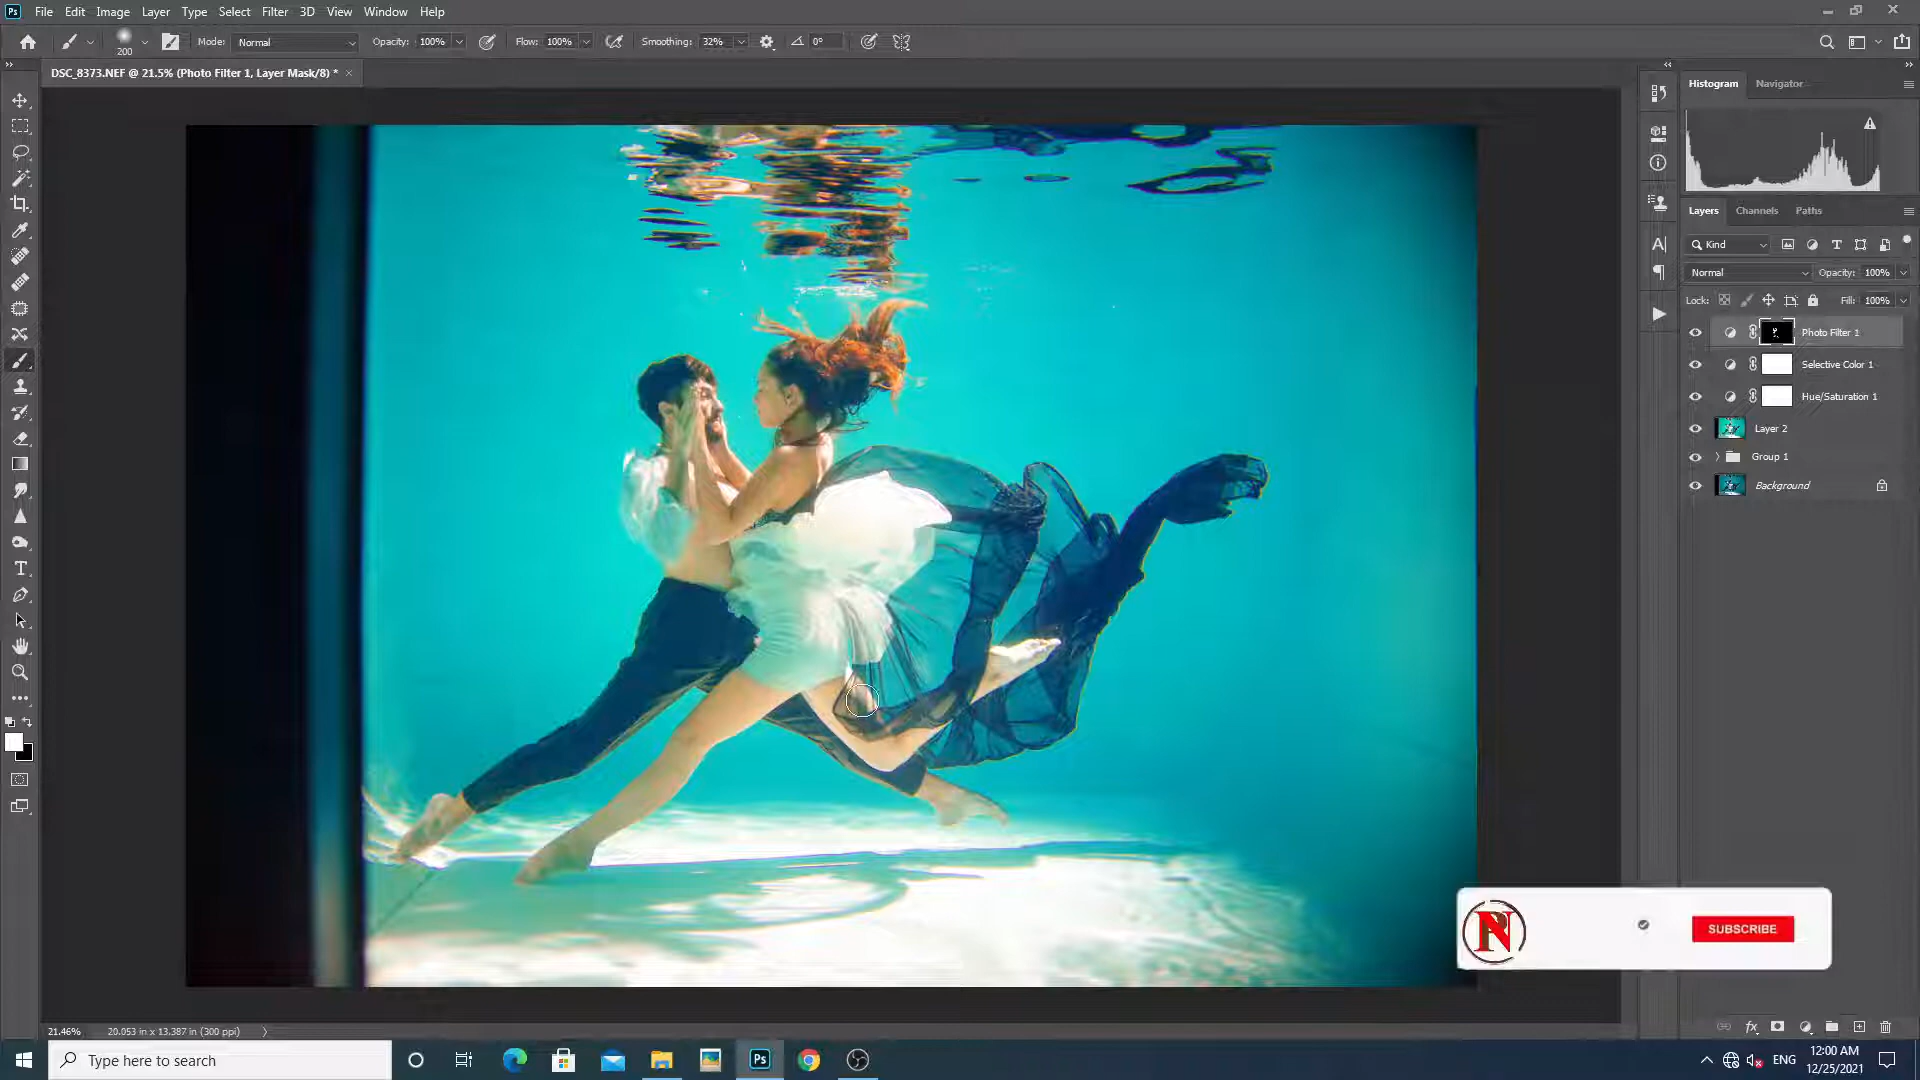 Ps File Edit Image Layer Type Select Filter 3D View Window Help
200 Mode: Normal Opacity: 100% Flow: 100% Smoothing: 32% 0°
DSC_8373.NEF @ 21.5% (Photo Filter 1, Layer Mask/8) *
Histogram Navigator
Layers Channels Paths
Kind
Normal Opacity: 100%
Lock: Fill: 100%
Photo Filter 1
Selective Color 1
Hue/Saturation 1
Layer 2
Group 1
Background
N SUBSCRIBE
21.46% 20.053 in x 13.387 in (300 ppi)
Type here to search
Ps
ENG
12:00 AM
12/25/2021